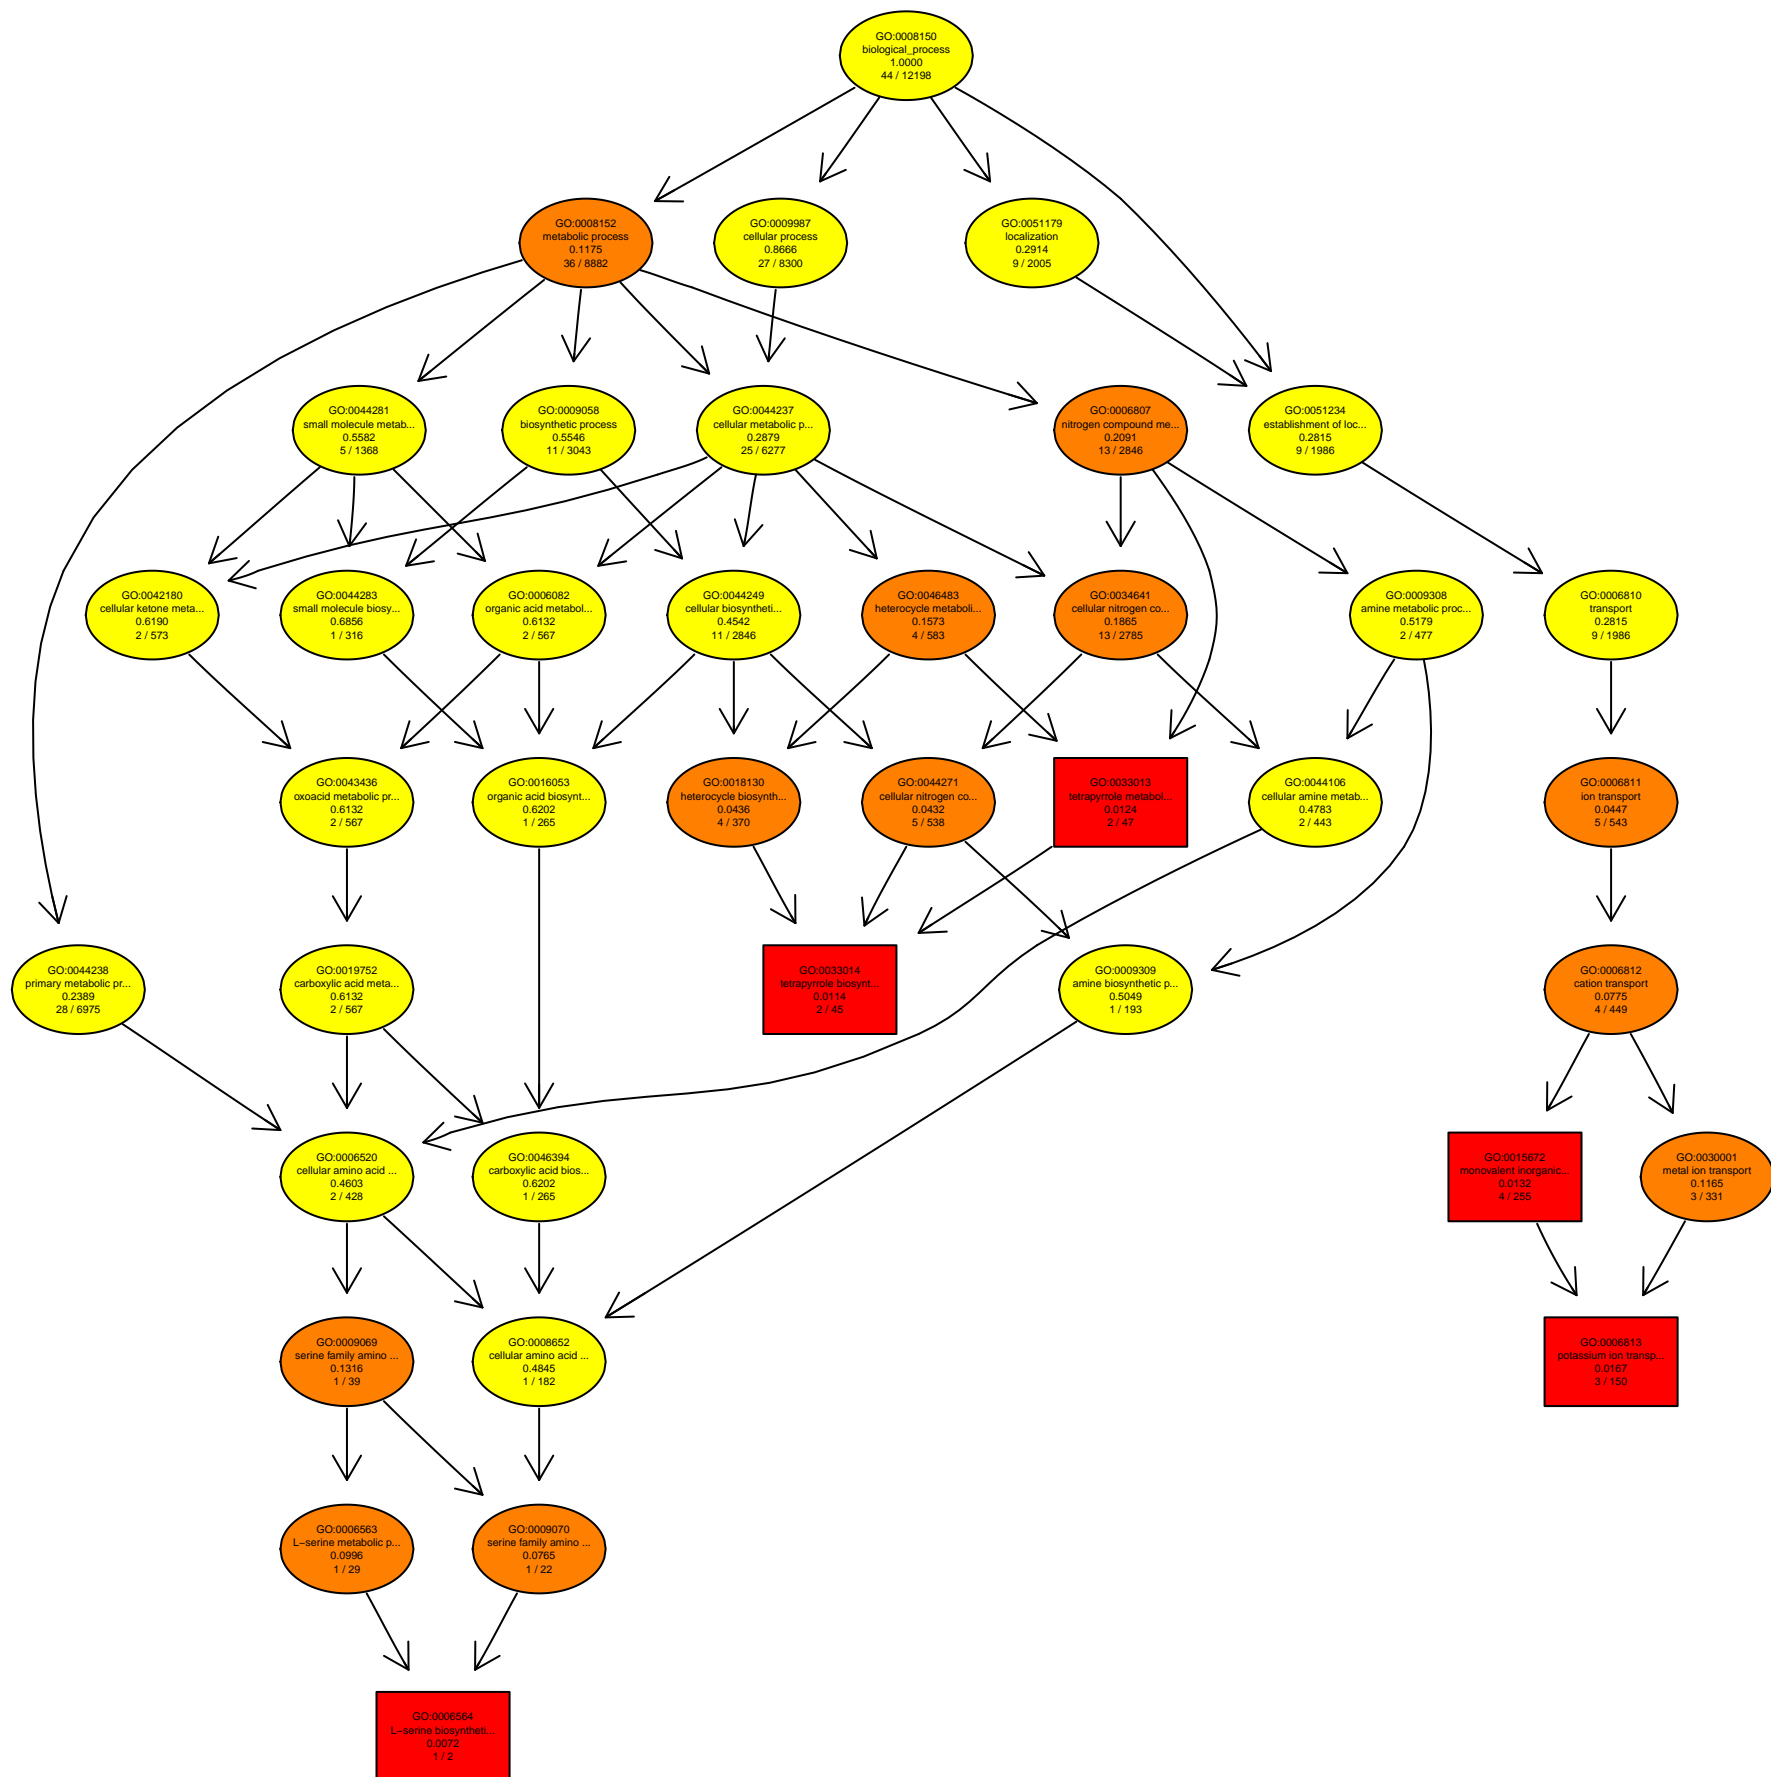 GO:0008150
biological_process
1.0000
44 / 12198
GO:0008152
metabolic process
0.1175
36 / 8882
GO:0009987
cellular process
0.8666
27 / 8300
GO:0051179
localization
0.2914
9 / 2005
GO:0044281
small molecule metab...
0.5582
5 / 1368
GO:0009058
biosynthetic process
0.5546
11 / 3043
GO:0044237
cellular metabolic p...
0.2879
25 / 6277
GO:0006807
nitrogen compound me...
0.2091
13 / 2846
GO:0051234
establishment of loc...
0.2815
9 / 1986
GO:0042180
cellular ketone meta...
0.6190
2 / 573
GO:0044283
small molecule biosy...
0.6856
1 / 316
GO:0006082
organic acid metabol...
0.6132
2 / 567
GO:0044249
cellular biosyntheti...
0.4542
11 / 2846
GO:0046483
heterocycle metaboli...
0.1573
4 / 583
GO:0034641
cellular nitrogen co...
0.1865
13 / 2785
GO:0009308
amine metabolic proc...
0.5179
2 / 477
GO:0006810
transport
0.2815
9 / 1986
GO:0043436
oxoacid metabolic pr...
0.6132
2 / 567
GO:0016053
organic acid biosynt...
0.6202
1 / 265
GO:0018130
heterocycle biosynth...
0.0436
4 / 370
GO:0044271
cellular nitrogen co...
0.0432
5 / 538
GO:0033013
tetrapyrrole metabol...
0.0124
2 / 47
GO:0044106
cellular amine metab...
0.4783
2 / 443
GO:0006811
ion transport
0.0447
5 / 543
GO:0044238
primary metabolic pr...
0.2389
28 / 6975
GO:0019752
carboxylic acid meta...
0.6132
2 / 567
GO:0033014
tetrapyrrole biosynt...
0.0114
2 / 45
GO:0009309
amine biosynthetic p...
0.5049
1 / 193
GO:0006812
cation transport
0.0775
4 / 449
GO:0006520
cellular amino acid ...
0.4603
2 / 428
GO:0046394
carboxylic acid bios...
0.6202
1 / 265
GO:0015672
monovalent inorganic...
0.0132
4 / 255
GO:0030001
metal ion transport
0.1165
3 / 331
GO:0009069
serine family amino ...
0.1316
1 / 39
GO:0008652
cellular amino acid ...
0.4845
1 / 182
GO:0006813
potassium ion transp...
0.0167
3 / 150
GO:0006563
L−serine metabolic p...
0.0996
1 / 29
GO:0009070
serine family amino ...
0.0765
1 / 22
GO:0006564
L−serine biosyntheti...
0.0072
1 / 2